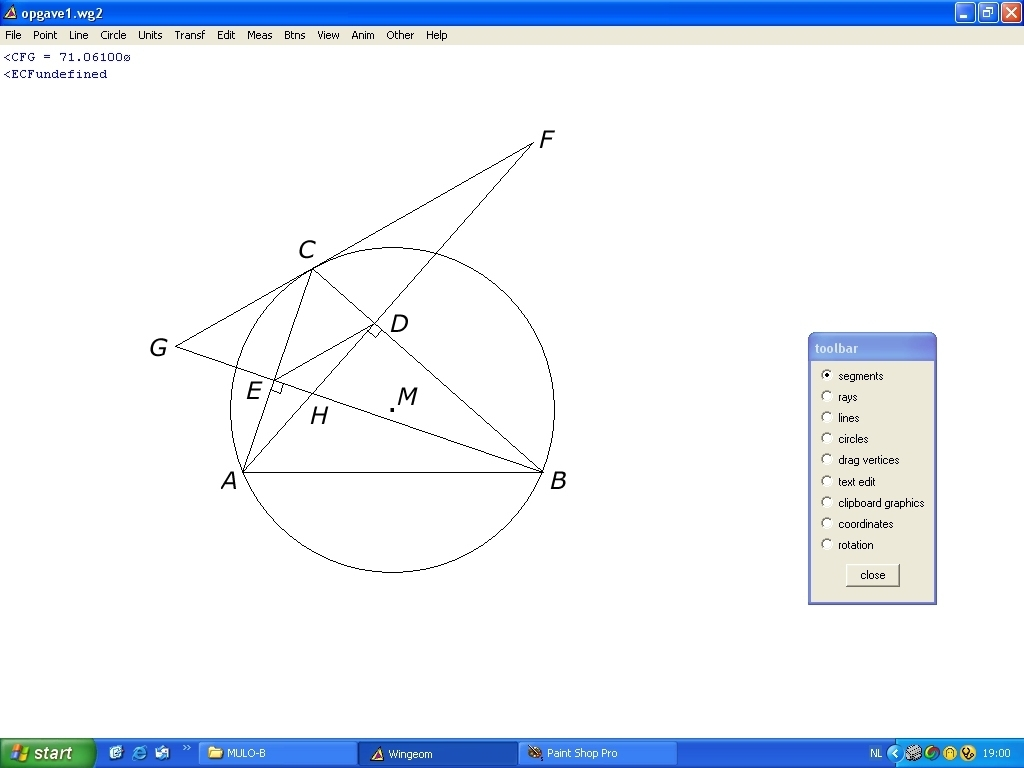 opgave1.wg2
File Point Line Circle Units Transf Edit Meas Btns View Anim Other Help
<CFG = 71.06100ø
<ECFundefined
F
C
D
G
E
M
H
A
B
toolbar
segments
rays
lines
circles
drag vertices
text edit
clipboard graphics
coordinates
rotation
close
start MULO-B Wingeom Paint Shop Pro NL 19:00